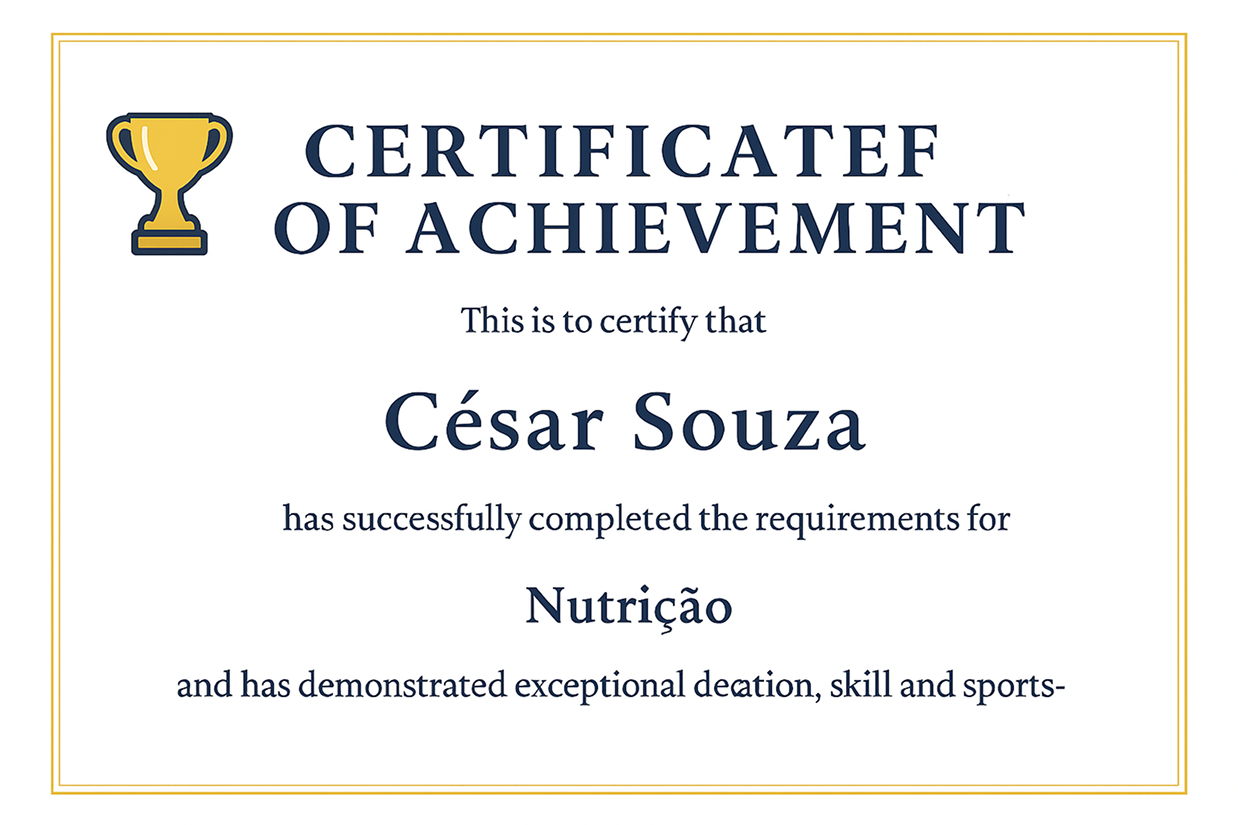 CERTIFICATEF
OF ACHIEVEMENT
This is to certify that
César Souza
has successfully completed the requirements for
Nutrição
and has demonstrated exceptional decation, skill and sports-